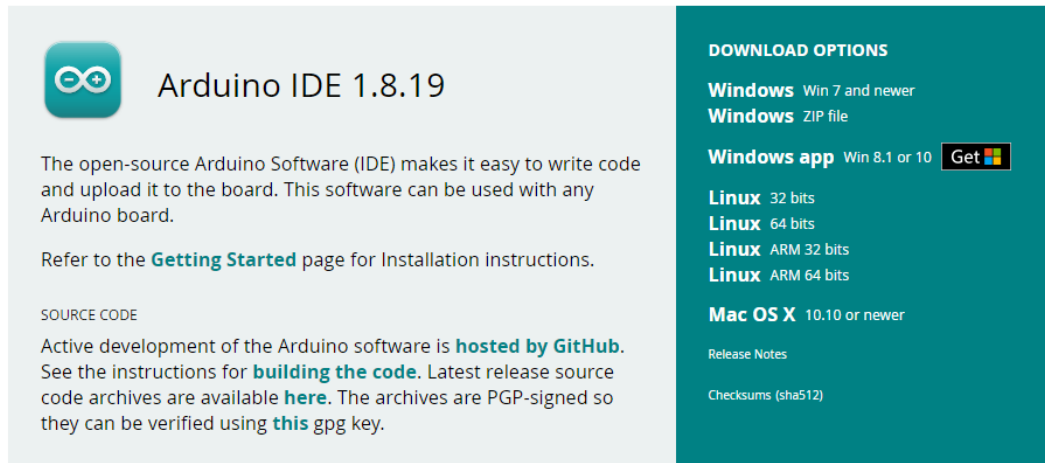 Arduino IDE 1.8.19
The open-source Arduino Software (IDE) makes it easy to write code
and upload it to the board. This software can be used with any
Arduino board.
Refer to the Getting Started page for Installation instructions.
SOURCE CODE
Active development of the Arduino software is hosted by GitHub.
See the instructions for building the code. Latest release source
code archives are available here. The archives are PGP-signed so
they can be verified using this gpg key.
DOWNLOAD OPTIONS
Windows Win 7 and newer
Windows ZIP file
Windows app Win 8.1 or 10 Get
Linux 32 bits
Linux 64 bits
Linux ARM 32 bits
Linux ARM 64 bits
Mac OS X 10.10 or newer
Release Notes
Checksums (sha512)